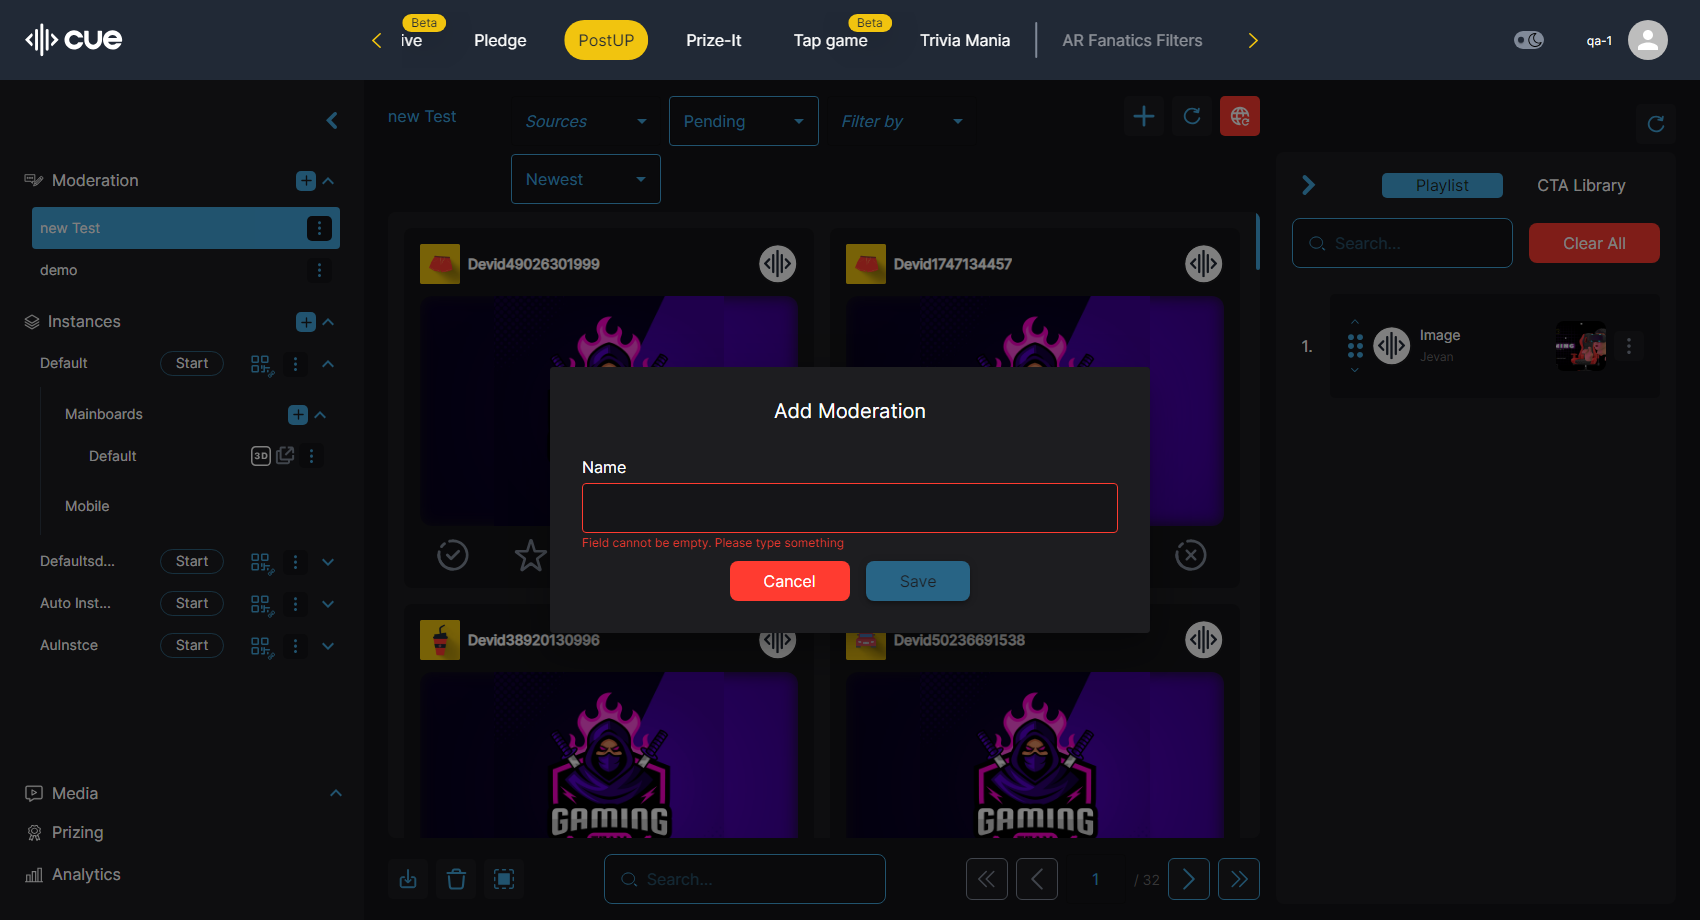 cue
Beta
ive
Pledge
PostUP
Prize-It
Beta
Tap game
Trivia Mania
AR Fanatics Filters
qa-1
Moderation
new Test
demo
Instances
Default
Start
Mainboards
Default
3D
Mobile
Defaultsd...
Start
Auto Inst...
Start
AuInstce
Start
Media
Prizing
Analytics
new Test
Sources
Pending
Filter by
Newest
Devid49026301999
Devid1747134457
Devid38920130996
Devid50236691538
GAMING
GAMING
Add Moderation
Name
Field cannot be empty. Please type something
Cancel
Save
Search...
1
/ 32
Playlist
CTA Library
Search...
Clear All
1.
Image
Jevan